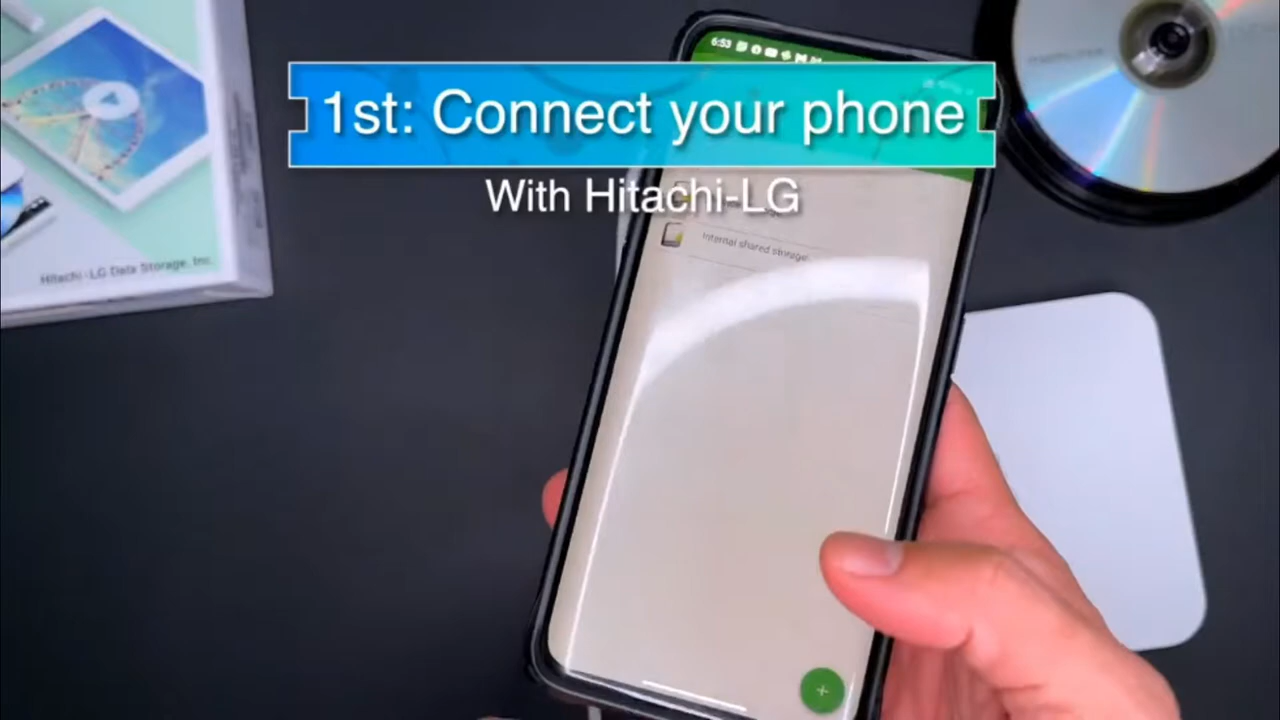 6:53
1st: Connect your phone
With Hitachi-LG
Internal shared storage
Hitachi-LG Data Storage, Inc.